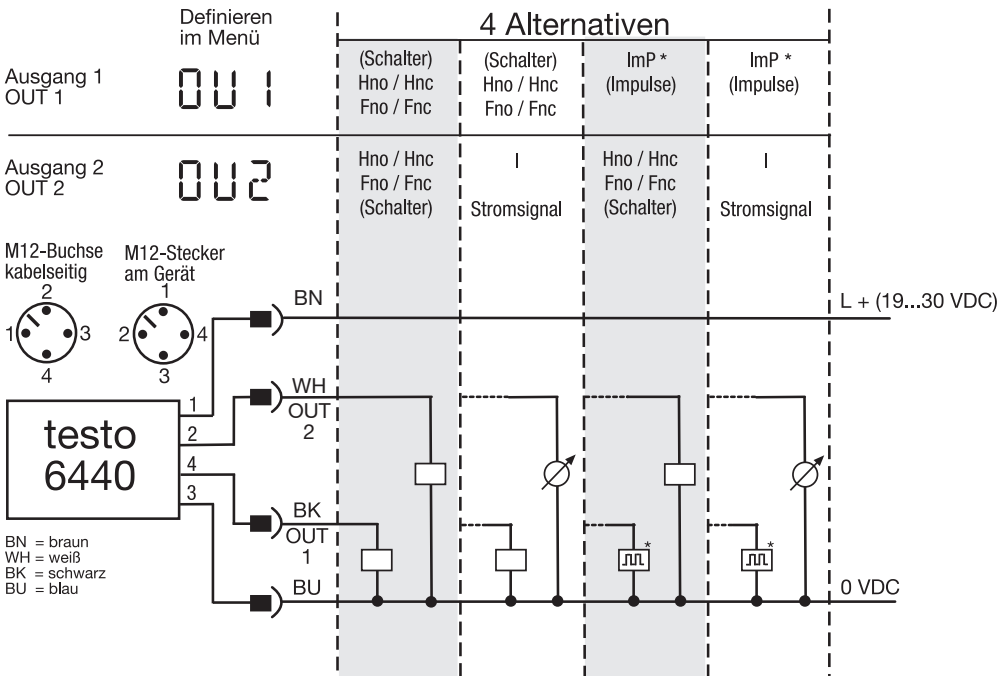 Definieren
im Menü
4 Alternativen
Ausgang 1
OUT 1
OU1
(Schalter)
Hno / Hnc
Fno / Fnc
(Schalter)
Hno / Hnc
Fno / Fnc
ImP *
(Impulse)
ImP *
(Impulse)
Ausgang 2
OUT 2
OU2
Hno / Hnc
Fno / Fnc
(Schalter)
I
Stromsignal
Hno / Hnc
Fno / Fnc
(Schalter)
I
Stromsignal
M12-Buchse
kabelseitig
2
1
3
4
M12-Stecker
am Gerät
1
2
4
3
BN
L + (19...30 VDC)
testo
6440
1
2
4
3
WH
OUT
2
BK
OUT
1
BU
*
*
0 VDC
BN = braun
WH = weiß
BK = schwarz
BU = blau